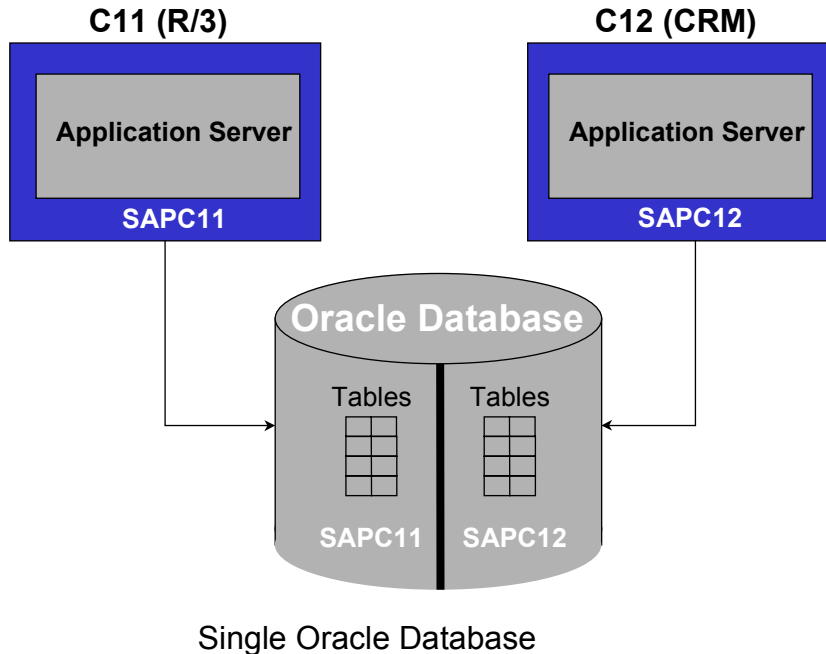 C11 (R/3)
C12 (CRM)
Application Server
Application Server
SAPC11
SAPC12
Oracle Database
Tables
Tables
SAPC11
SAPC12
Single Oracle Database